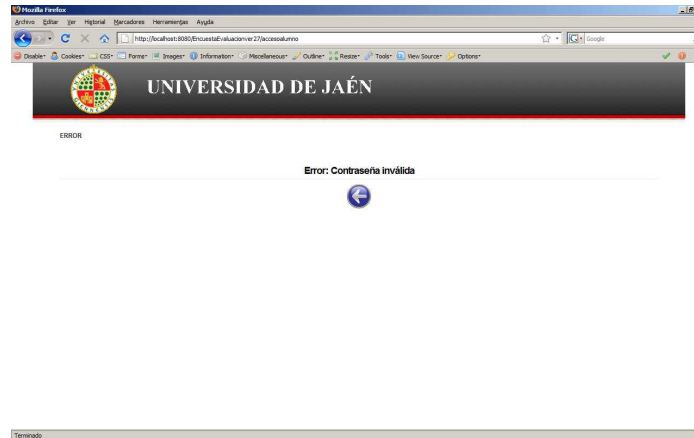 Mozilla Firefox
Archivo Editar Ver Historial Marcadores Herramientas Ayuda
http://localhost:8080/EncuestaEvaluacionver27/accesoalumno
Google
Disable Cookies CSS Forms Images Information Miscellaneous Outline Resize Tools View Source Options
UNIVERSIDAD DE JAÉN
ERROR
Error: Contraseña inválida
Terminado